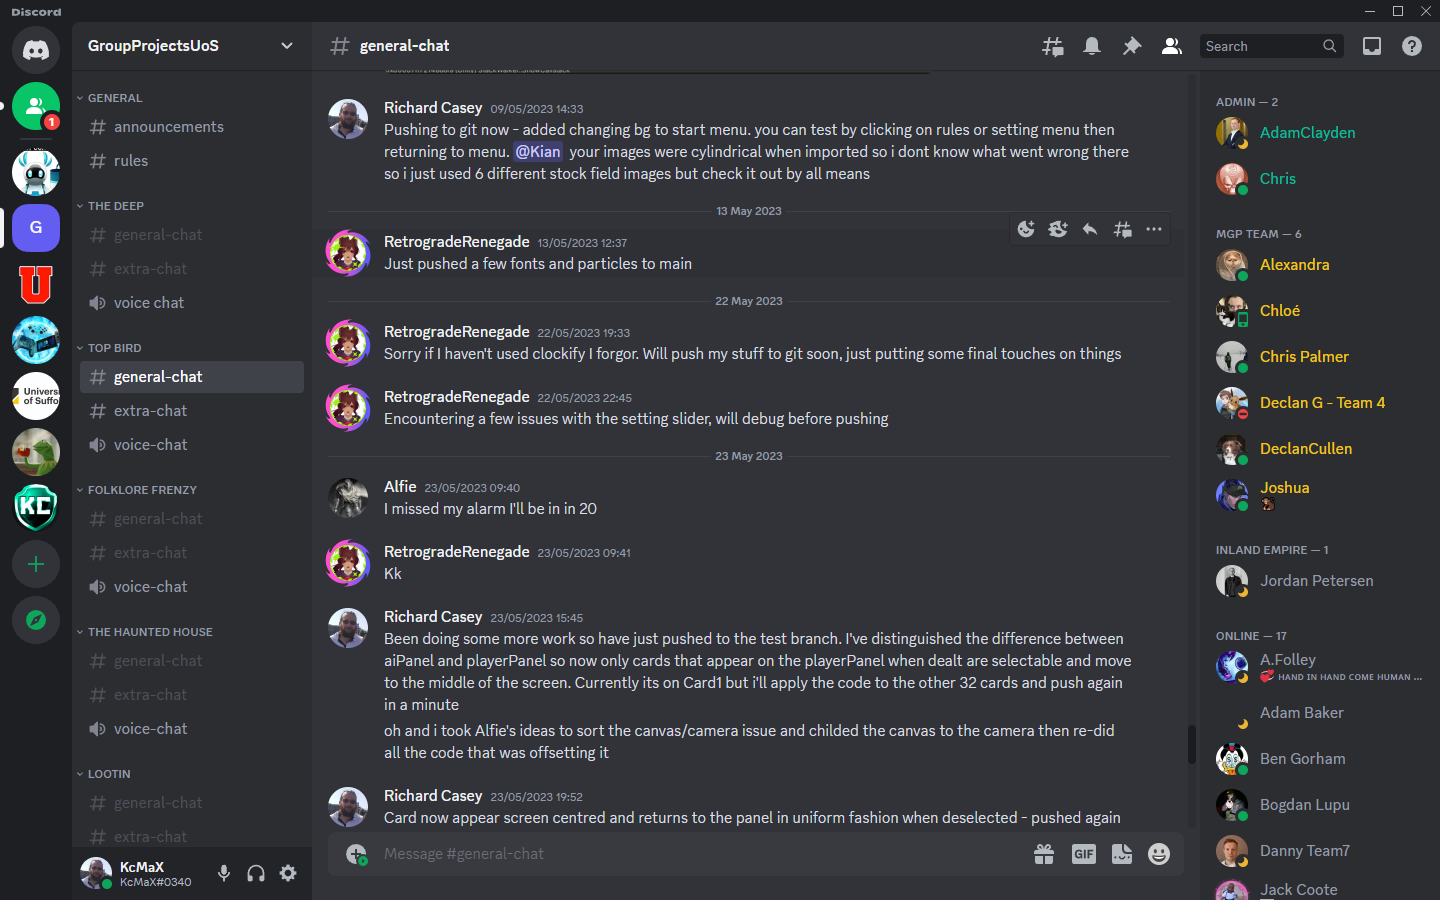 Discord
GroupProjectsUoS
general-chat
Search
1
G
Univers
of Suffo
KC
GENERAL
announcements
rules
THE DEEP
general-chat
extra-chat
voice chat
TOP BIRD
general-chat
extra-chat
voice-chat
FOLKLORE FRENZY
general-chat
extra-chat
voice-chat
THE HAUNTED HOUSE
general-chat
extra-chat
voice-chat
LOOTIN
general-chat
extra-chat
KcMaX
KcMaX#0340
Richard Casey 09/05/2023 14:33
Pushing to git now - added changing bg to start menu. you can test by clicking on rules or setting menu then
returning to menu. @Kian your images were cylindrical when imported so i dont know what went wrong there
so i just used 6 different stock field images but check it out by all means
13 May 2023
RetrogradeRenegade 13/05/2023 12:37
Just pushed a few fonts and particles to main
22 May 2023
RetrogradeRenegade 22/05/2023 19:33
Sorry if I haven't used clockify I forgor. Will push my stuff to git soon, just putting some final touches on things
RetrogradeRenegade 22/05/2023 22:45
Encountering a few issues with the setting slider, will debug before pushing
23 May 2023
Alfie 23/05/2023 09:40
I missed my alarm I'll be in in 20
RetrogradeRenegade 23/05/2023 09:41
Kk
Richard Casey 23/05/2023 15:45
Been doing some more work so have just pushed to the test branch. I've distinguished the difference between
aiPanel and playerPanel so now only cards that appear on the playerPanel when dealt are selectable and move
to the middle of the screen. Currently its on Card1 but i'll apply the code to the other 32 cards and push again
in a minute
oh and i took Alfie's ideas to sort the canvas/camera issue and childed the canvas to the camera then re-did
all the code that was offsetting it
Richard Casey 23/05/2023 19:52
Card now appear screen centred and returns to the panel in uniform fashion when deselected - pushed again
Message #general-chat
GIF
ADMIN — 2
AdamClayden
Chris
MGP TEAM — 6
Alexandra
Chloé
Chris Palmer
Declan G - Team 4
DeclanCullen
Joshua
INLAND EMPIRE — 1
Jordan Petersen
ONLINE — 17
A.Folley
HAND IN HAND COME HUMAN ...
Adam Baker
Ben Gorham
Bogdan Lupu
Danny Team7
Jack Coote